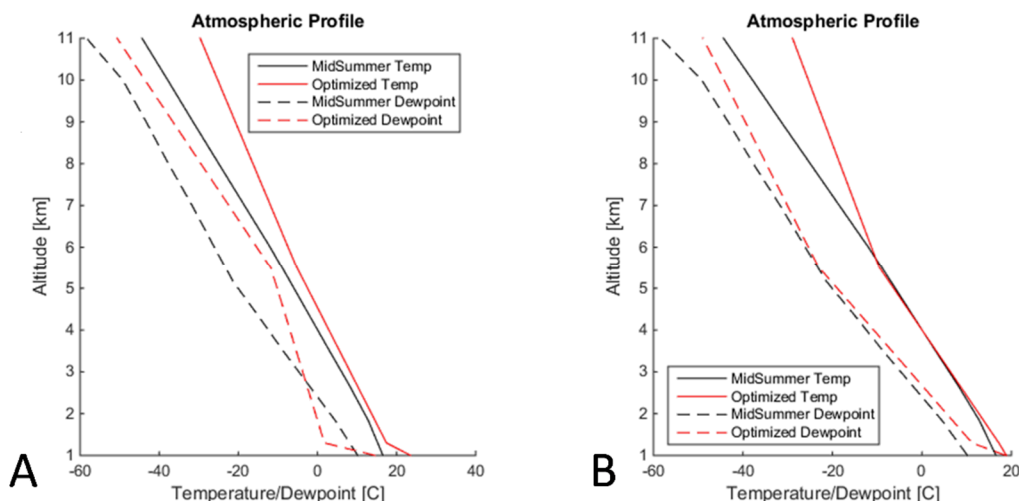 Atmospheric Profile
11
10
9
8
7
6
5
4
3
2
1
Altitude [km]
MidSummer Temp
Optimized Temp
MidSummer Dewpoint
Optimized Dewpoint
-60 -40 -20 0 20 40
Temperature/Dewpoint [C]
A
Atmospheric Profile
11
10
9
8
7
6
5
4
3
2
1
Altitude [km]
MidSummer Temp
Optimized Temp
MidSummer Dewpoint
Optimized Dewpoint
-60 -40 -20 0 20
Temperature/Dewpoint [C]
B